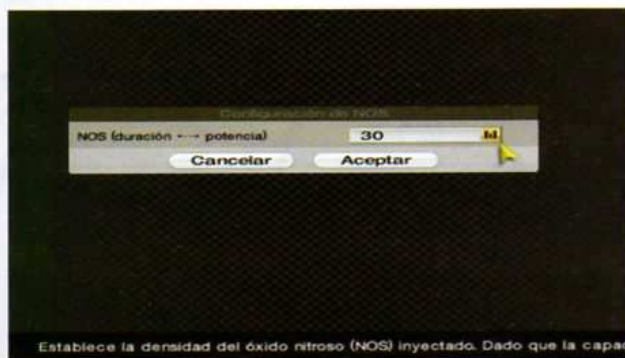 Configuración de NOS
NOS (duración ←→ potencia) 30
Cancelar Aceptar
Establece la densidad del óxido nitroso (NOS) inyectado. Dado que la capac